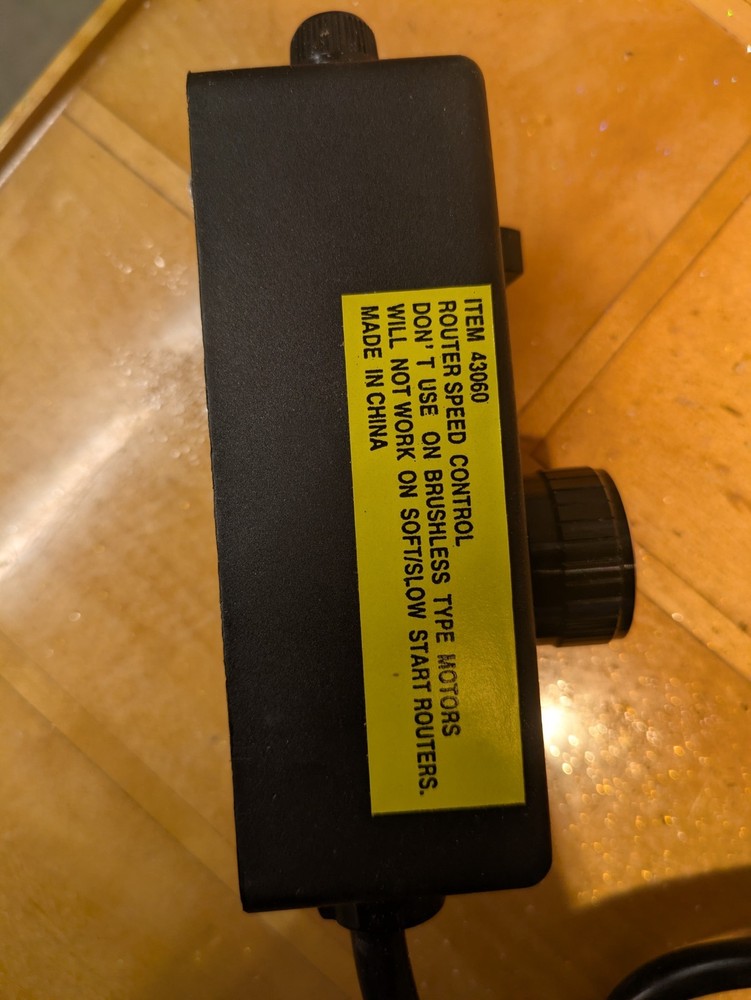 ITEM 43060
ROUTER SPEED CONTROL
DON'T USE ON BRUSHLESS TYPE MOTORS
WILL NOT WORK ON SOFT/SLOW START ROUTERS.
MADE IN CHINA